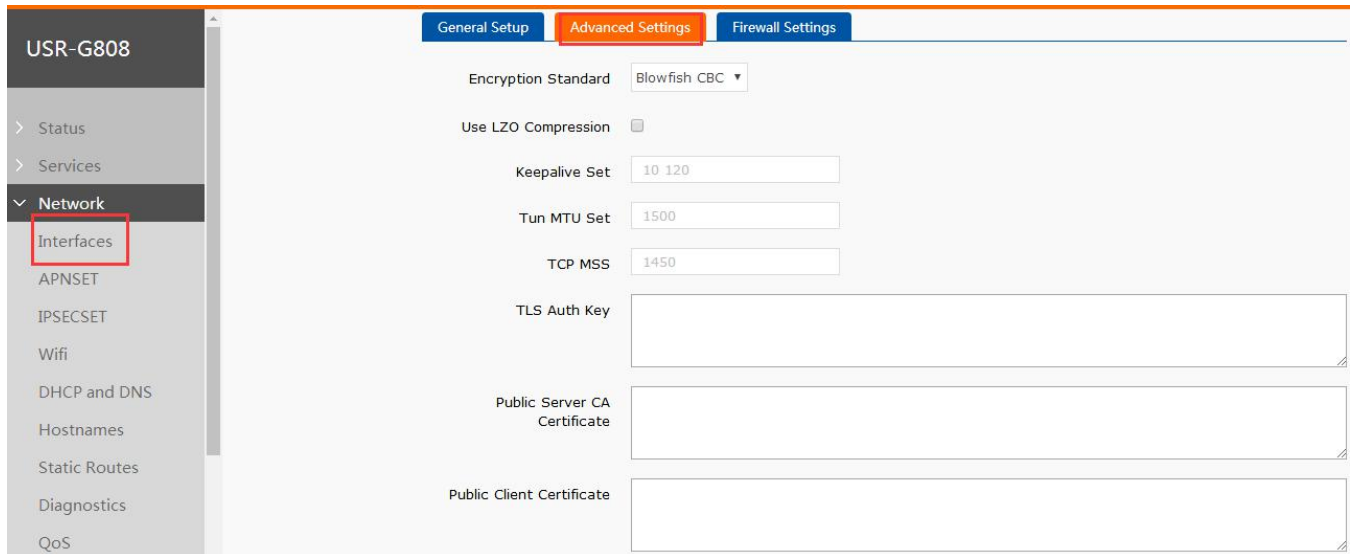 USR-G808
Status
Services
Network
Interfaces
APNSET
IPSECSET
Wifi
DHCP and DNS
Hostnames
Static Routes
Diagnostics
QoS
General Setup Advanced Settings Firewall Settings
Encryption Standard Blowfish CBC
Use LZO Compression
Keepalive Set 10 120
Tun MTU Set 1500
TCP MSS 1450
TLS Auth Key
Public Server CA
Certificate
Public Client Certificate